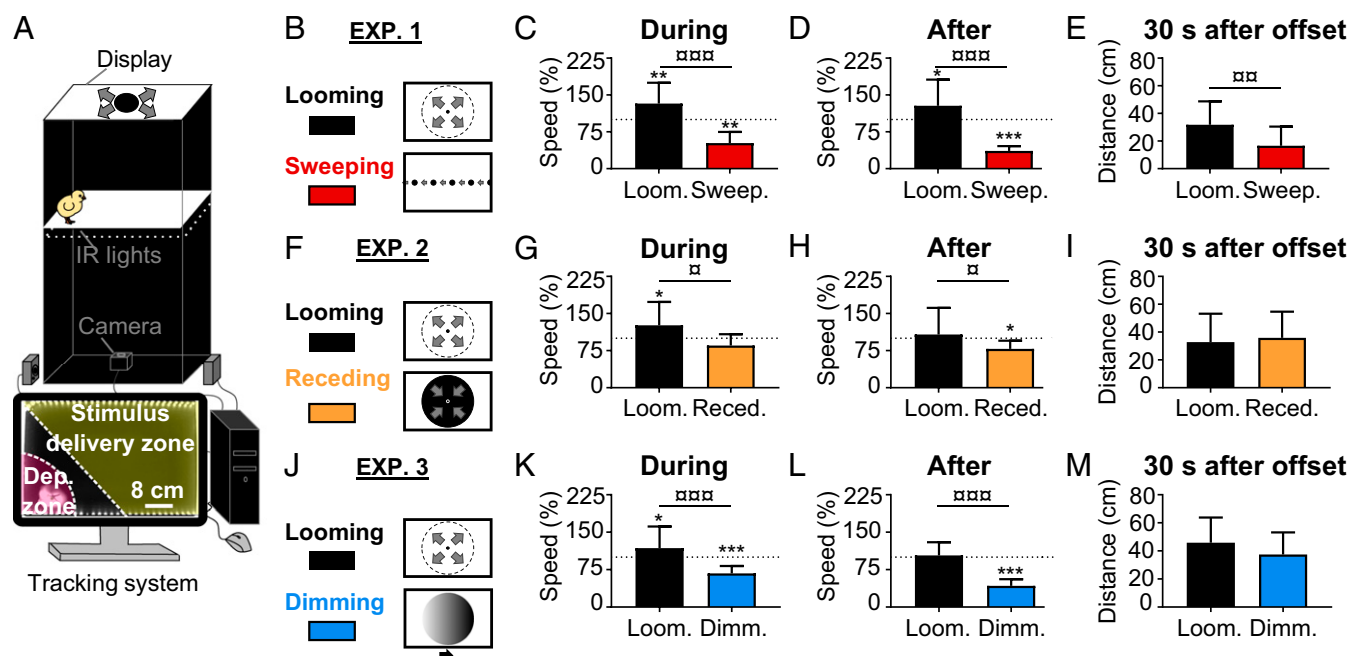 A
Display
IR lights
Camera
Stimulus
delivery zone
Dep.
zone
8 cm
Tracking system
B
EXP. 1
Looming
Sweeping
C
During
Speed (%)
225
150
75
0
**
¤¤¤
**
Loom. Sweep.
D
After
Speed (%)
225
150
75
0
*
¤¤¤
***
Loom. Sweep.
E
30 s after offset
Distance (cm)
80
60
40
20
0
¤¤
Loom. Sweep.
F
EXP. 2
Looming
Receding
G
During
Speed (%)
225
150
75
0
*
¤
Loom. Reced.
H
After
Speed (%)
225
150
75
0
¤
*
Loom. Reced.
I
30 s after offset
Distance (cm)
80
60
40
20
0
Loom. Reced.
J
EXP. 3
Looming
Dimming
K
During
Speed (%)
225
150
75
0
*
¤¤¤
***
Loom. Dimm.
L
After
Speed (%)
225
150
75
0
¤¤¤
***
Loom. Dimm.
M
30 s after offset
Distance (cm)
80
60
40
20
0
Loom. Dimm.